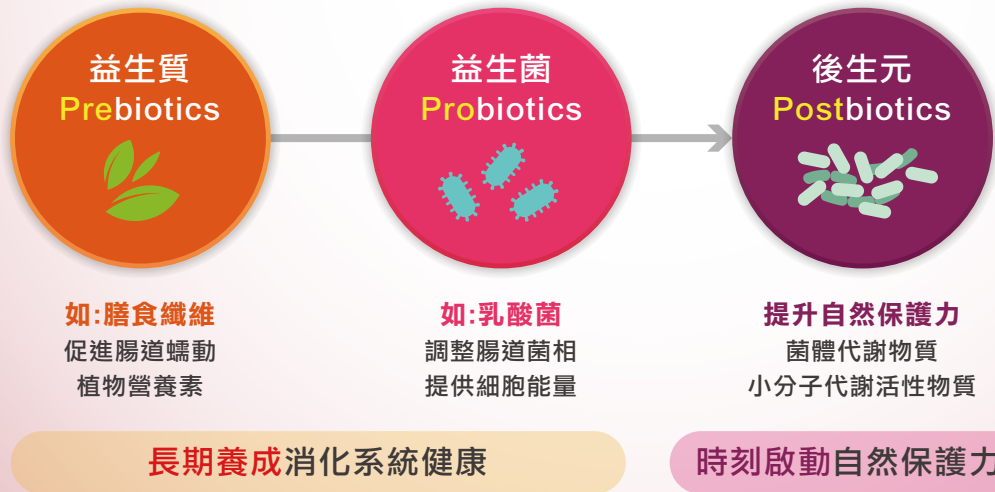 益生質
Prebiotics
如:膳食纖維
促進腸道蠕動
植物營養素
益生菌
Probiotics
如:乳酸菌
調整腸道菌相
提供細胞能量
後生元
Postbiotics
提升自然保護力
菌體代謝物質
小分子代謝活性物質
長期養成消化系統健康
時刻啟動自然保護力